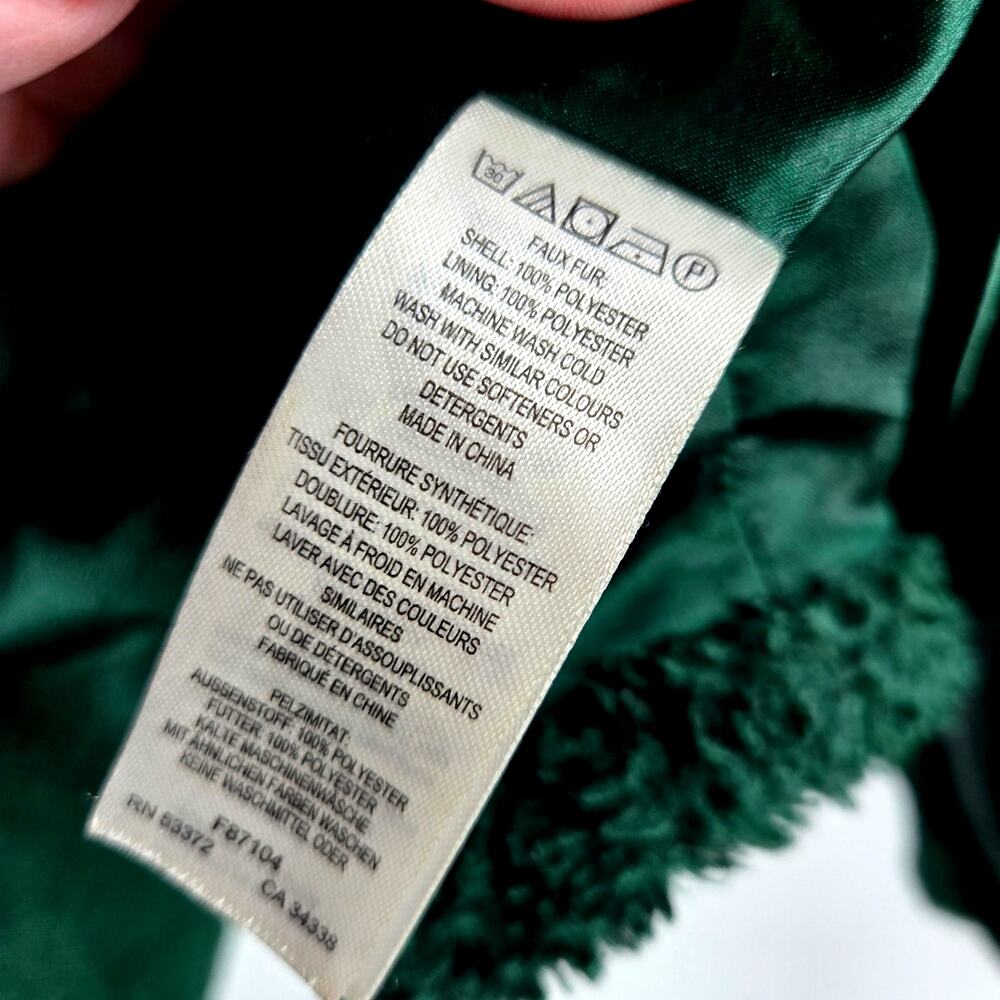 30
P
FAUX FUR:
SHELL: 100% POLYESTER
LINING: 100% POLYESTER
MACHINE WASH COLD
WASH WITH SIMILAR COLOURS
DO NOT USE SOFTENERS OR
DETERGENTS
MADE IN CHINA
FOURRURE SYNTHÉTIQUE:
TISSU EXTÉRIEUR: 100% POLYESTER
DOUBLURE: 100% POLYESTER
LAVAGE À FROID EN MACHINE
LAVER AVEC DES COULEURS
SIMILAIRES
NE PAS UTILISER D'ASSOUPLISSANTS
OU DE DÉTERGENTS
FABRIQUÉ EN CHINE
PELZIMITAT:
AUSSENSTOFF: 100% POLYESTER
FUTTER: 100% POLYESTER
KALTE MASCHINENWÄSCHE
MIT ÄHNLICHEN FARBEN WASCHEN
KEINE WASCHMITTEL ODER
F87104
RN 53372 CA 34338